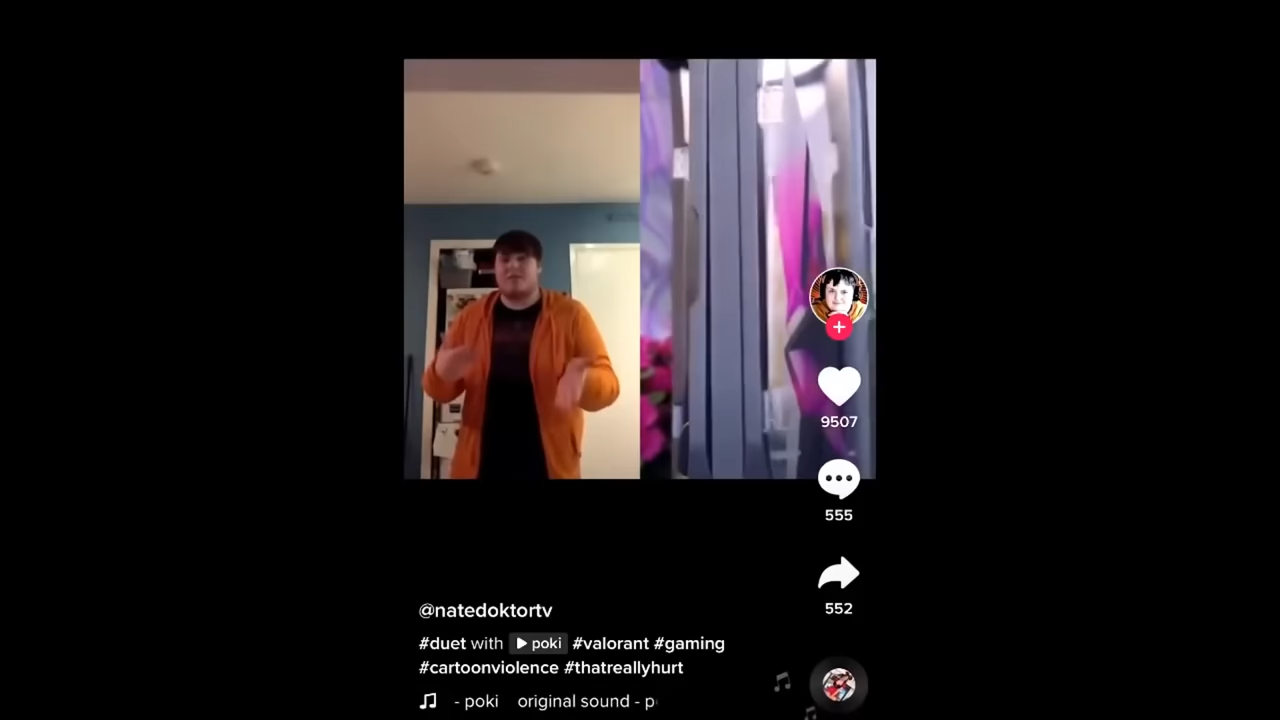 9507
555
552
@natedoktortv
#duet with poki #valorant #gaming
#cartoonviolence #thatreallyhurt
- poki original sound - p